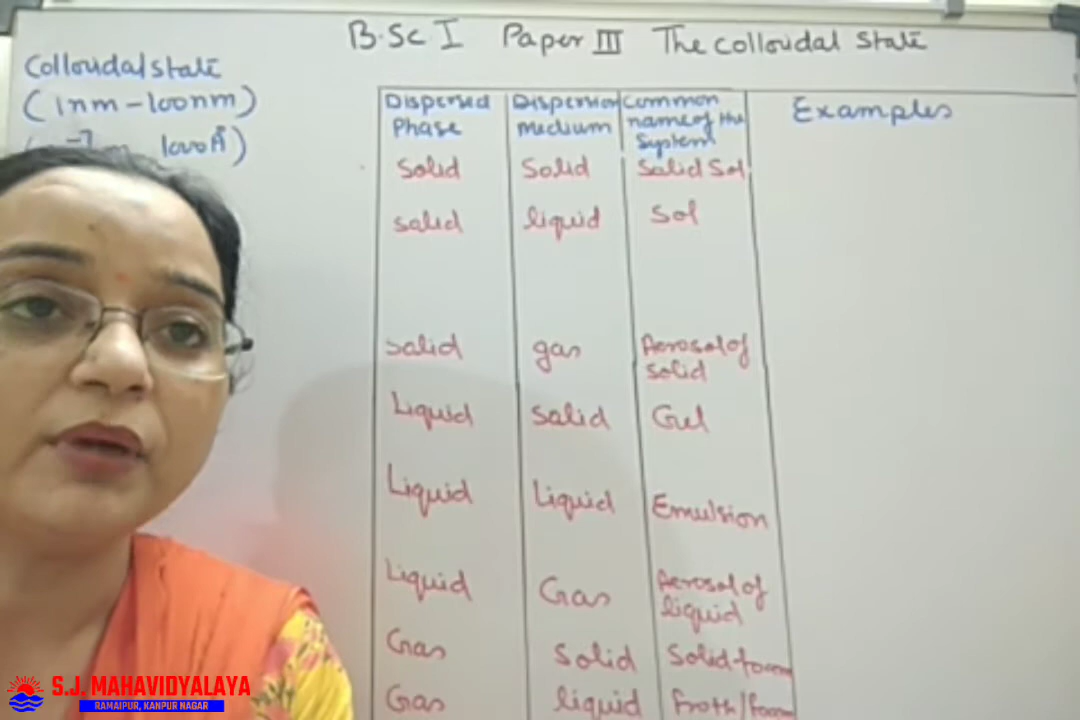 B.Sc I Paper III The Colloidal State
Colloidal state
(1nm - 100nm)
1000Å)
Dispersed Phase Dispersion Medium Common name of the System Examples
Solid Solid Solid Sol
Solid liquid Sol
Solid gas Aerosol of solid
Liquid Solid Gel
Liquid Liquid Emulsion
Liquid Gas Aerosol of liquid
Gas Solid Solid foam
Gas liquid froth/foam
S.J. MAHAVIDYALAYA
RAMAIPUR, KANPUR NAGAR